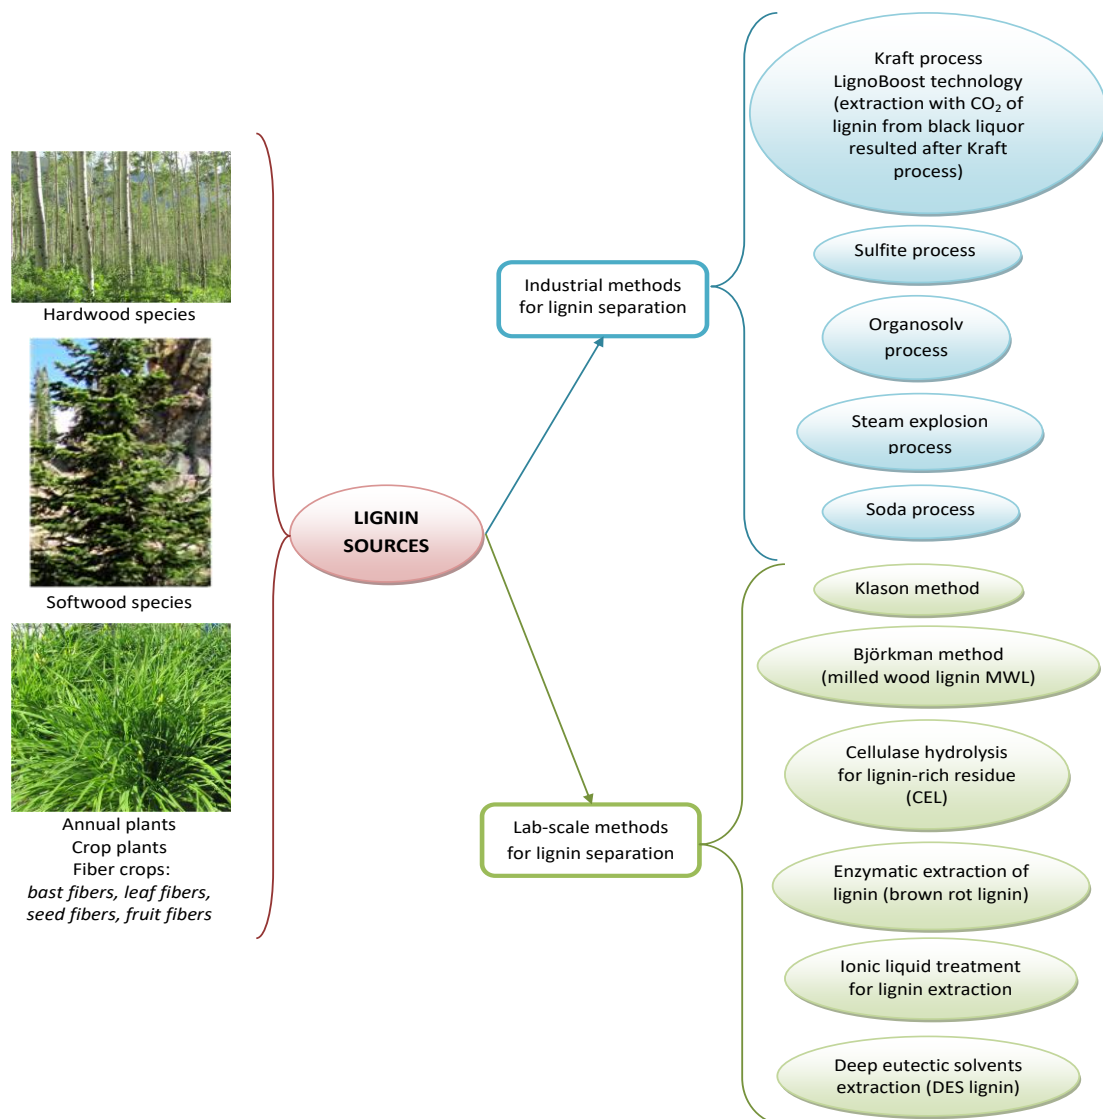 Hardwood species
Softwood species
Annual plants
Crop plants
Fiber crops:
bast fibers, leaf fibers,
seed fibers, fruit fibers
LIGNIN
SOURCES
Industrial methods
for lignin separation
Kraft process
LignoBoost technology
(extraction with CO₂ of
lignin from black liquor
resulted after Kraft
process)
Sulfite process
Organosolv
process
Steam explosion
process
Soda process
Lab-scale methods
for lignin separation
Klason method
Björkman method
(milled wood lignin MWL)
Cellulase hydrolysis
for lignin-rich residue
(CEL)
Enzymatic extraction of
lignin (brown rot lignin)
Ionic liquid treatment
for lignin extraction
Deep eutectic solvents
extraction (DES lignin)